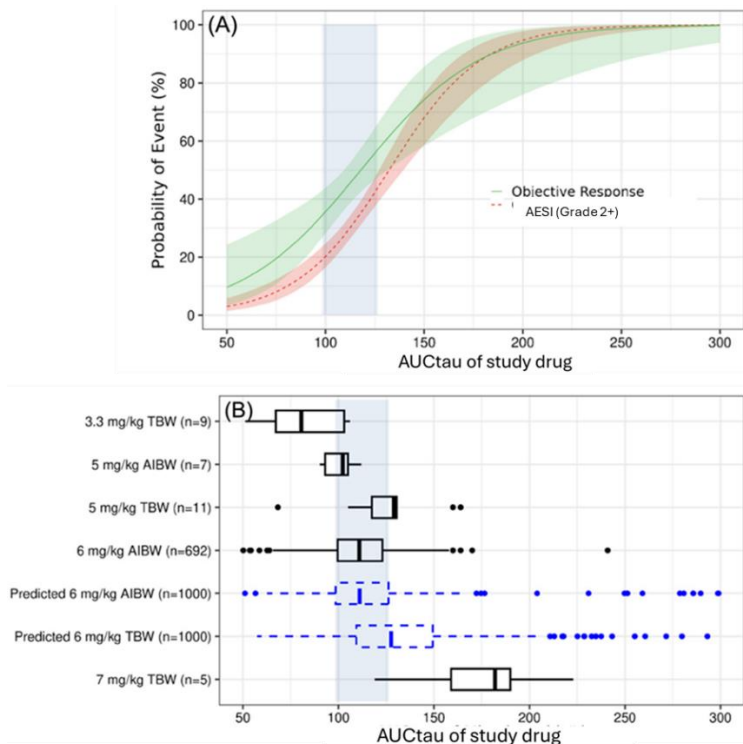 (A)
100
80
60
40
20
0
Probability of Event (%)
Objective Response
AESI (Grade 2+)
50
100
150
200
250
300
AUCtau of study drug
(B)
3.3 mg/kg TBW (n=9)
5 mg/kg AIBW (n=7)
5 mg/kg TBW (n=11)
6 mg/kg AIBW (n=692)
Predicted 6 mg/kg AIBW (n=1000)
Predicted 6 mg/kg TBW (n=1000)
7 mg/kg TBW (n=5)
50
100
150
200
250
300
AUCtau of study drug